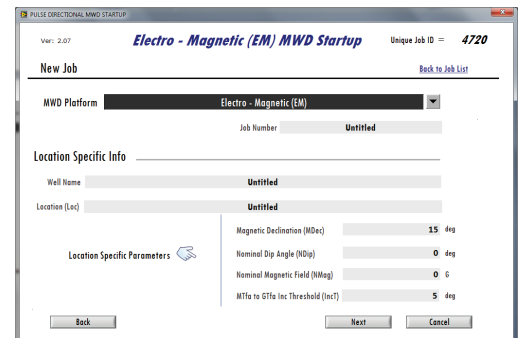 PULSE DIRECTIONAL MWD STARTUP
Ver: 2.07
Electro - Magnetic (EM) MWD Startup
Unique Job ID = 4720
New Job
Back to Job List
MWD Platform Electro - Magnetic (EM)
Job Number Untitled
Location Specific Info
Well Name Untitled
Location (Loc) Untitled
Magnetic Declination (MDec) 15 deg
Location Specific Parameters
Nominal Dip Angle (NDip) 0 deg
Nominal Magnetic Field (NMag) 0 G
MTfa to GTfa Inc Threshold (IncT) 5 deg
Back Next Cancel